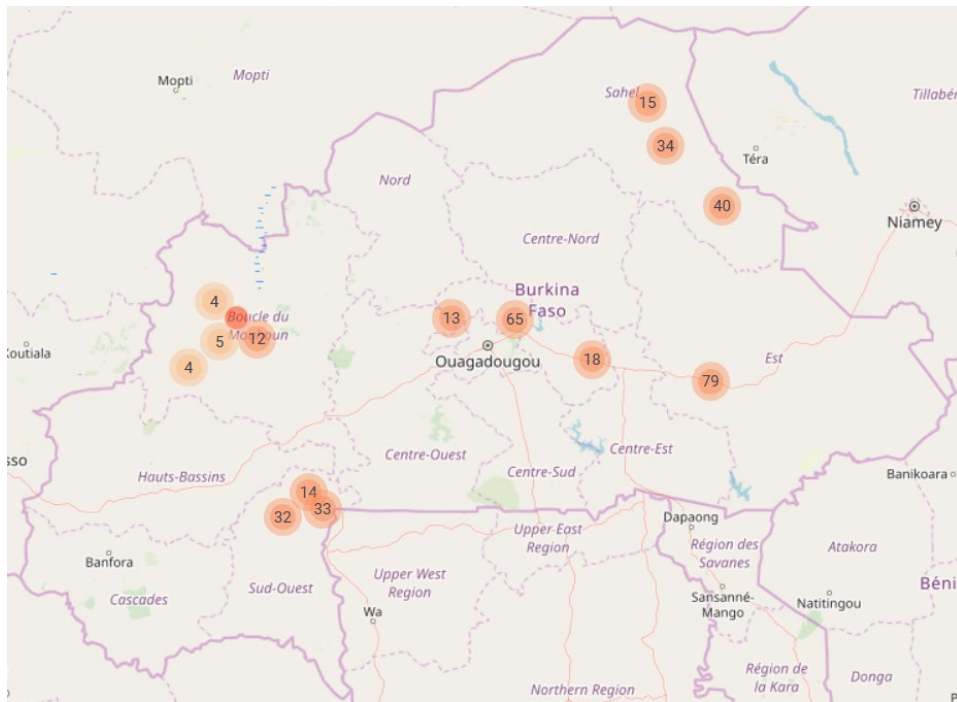 Mopti
Mopti
Sahel
15
Tillabér
34
Téra
Nord
40
Niamey
Centre-Nord
Burkina
Faso
4
Boucle du
13
65
12
5
Koutiala
Ouagadougou
18
Est
4
79
Centre-Ouest
Centre-Est
sso
Hauts-Bassins
Centre-Sud
Banikoara
14
33
32
Dapaong
Upper East
Region
Région des
Savanes
Atakora
Banfora
Upper West
Region
Sud-Ouest
Béni
Cascades
Sansanné-
Mango
Natitingou
Wa
Région de
la Kara
Donga
Northern Region
P